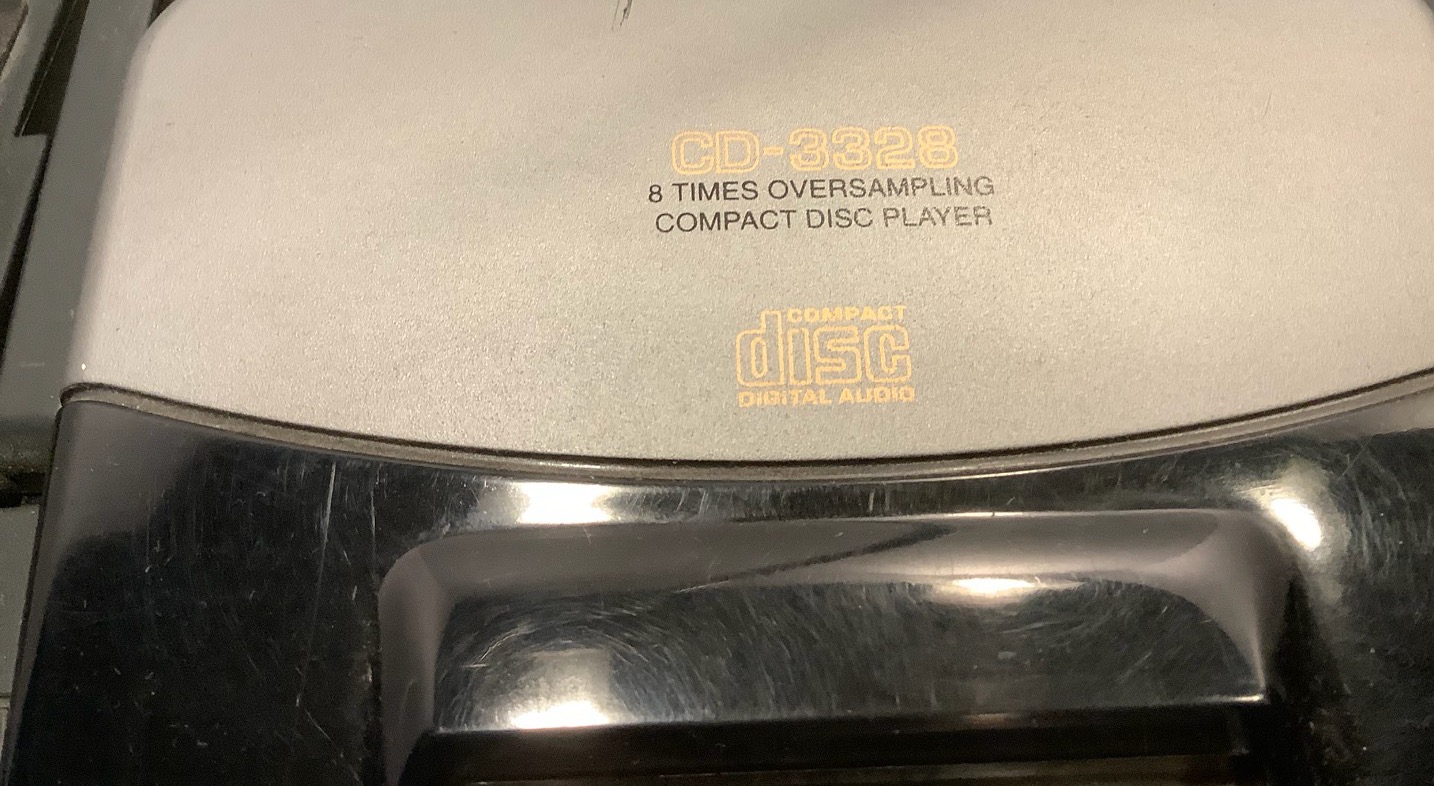 CD-3328
8 TIMES OVERSAMPLING
COMPACT DISC PLAYER
COMPACT
disc
DIGITAL AUDIO